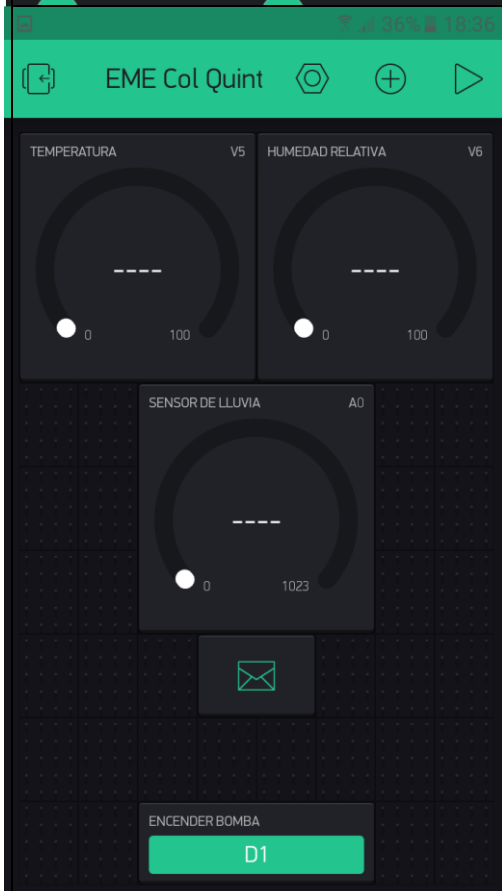 36% 18:36
EME Col Quint
TEMPERATURA V5
HUMEDAD RELATIVA V6
----
----
0 100
0 100
SENSOR DE LLUVIA A0
----
0 1023
ENCENDER BOMBA
D1